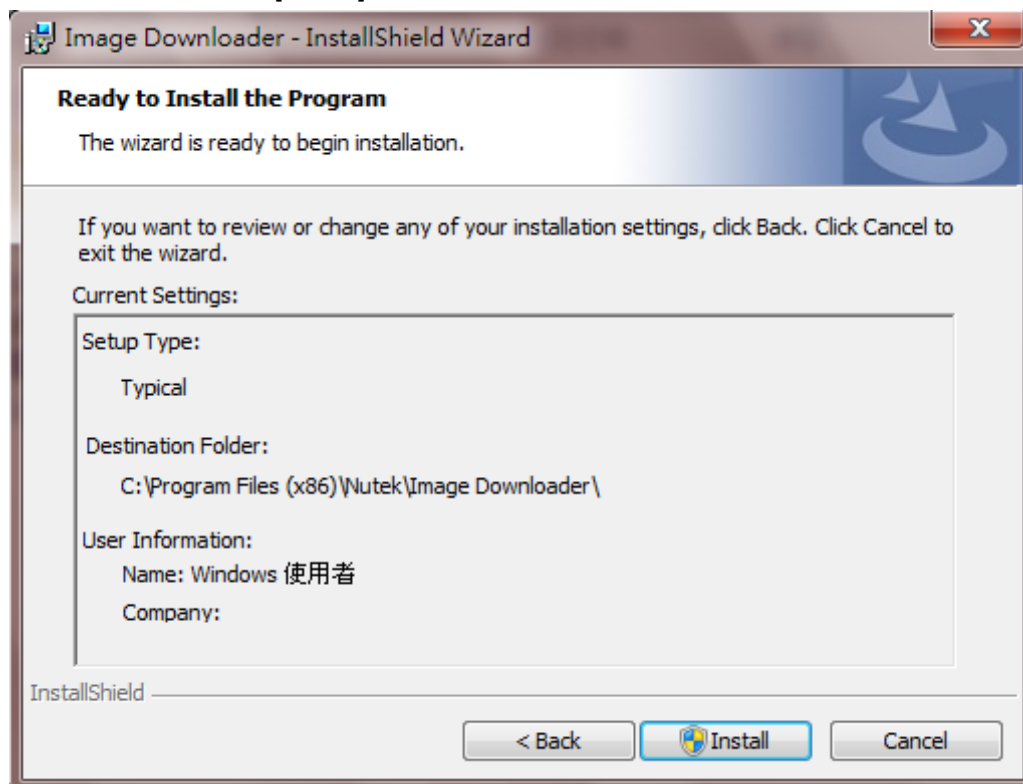 Image Downloader - InstallShield Wizard
Ready to Install the Program
The wizard is ready to begin installation.
If you want to review or change any of your installation settings, click Back. Click Cancel to
exit the wizard.
Current Settings:
Setup Type:
Typical
Destination Folder:
C:\Program Files (x86)\Nutek\Image Downloader\
User Information:
Name: Windows 使用者
Company:
InstallShield
< Back
Install
Cancel